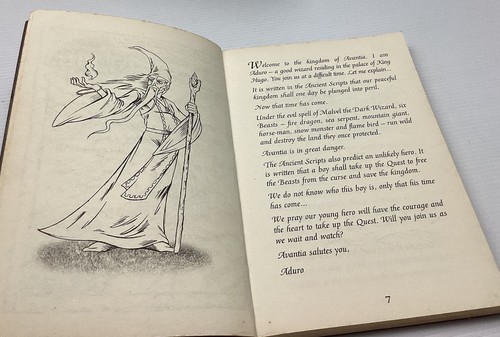 Welcome to the kingdom of Avantia. I am
Aduro – a good wizard residing in the palace of King
Hugo. You join us at a difficult time. Let me explain...
It is written in the Ancient Scripts that our peaceful
kingdom shall one day be plunged into peril.
Now that time has come.
Under the evil spell of Malvel the Dark Wizard, six
Beasts – fire dragon, sea serpent, mountain giant,
horse-man, snow monster and flame bird – run wild
and destroy the land they once protected.
Avantia is in great danger.
The Ancient Scripts also predict an unlikely hero. It
is written that a boy shall take up the Quest to free
the Beasts from the curse and save the kingdom.
We do not know who this boy is, only that his time
has come...
We pray our young hero will have the courage and
the heart to take up the Quest. Will you join us as
we wait and watch?
Avantia salutes you,
Aduro
7